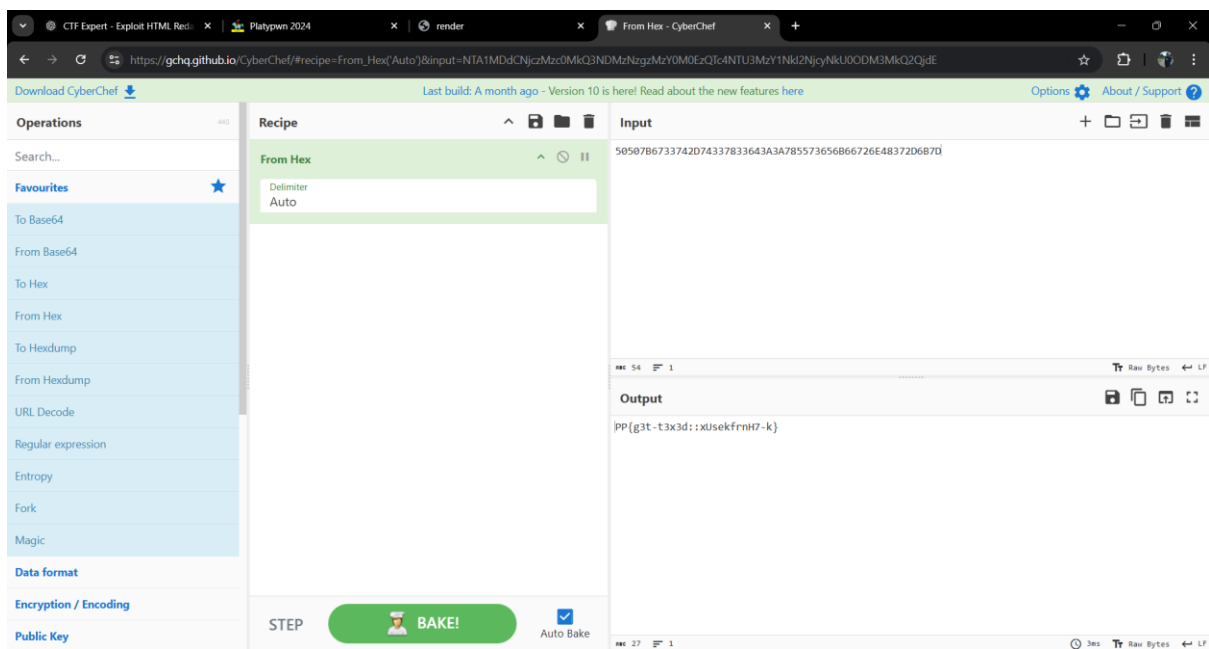 CTF Expert - Exploit HTML Reda
Platypwn 2024
render
From Hex - CyberChef
https://gchq.github.io/CyberChef/#recipe=From_Hex('Auto')&input=NTA1MDdCNjczMzc0MkQ3NDMzNzgzMzY0M0EzQTc4NTU3MzY1NkI2NjcyNkU0ODM3MkQ2QjdE
Download CyberChef
Last build: A month ago - Version 10 is here! Read about the new features here
Options
About / Support
Operations
440
Recipe
Input
Search...
From Hex
50507B6733742D74337833643A3A785573656B66726E48372D6B7D
Favourites
Delimiter
Auto
To Base64
From Base64
To Hex
From Hex
To Hexdump
From Hexdump
URL Decode
Regular expression
Entropy
Fork
Magic
Data format
Encryption / Encoding
Public Key
STEP
BAKE!
Auto Bake
ABC 54
1
Raw Bytes
LF
Output
PP{g3t-t3x3d::xUsekfrnH7-k}
ABC 27
1
3ms
Raw Bytes
LF